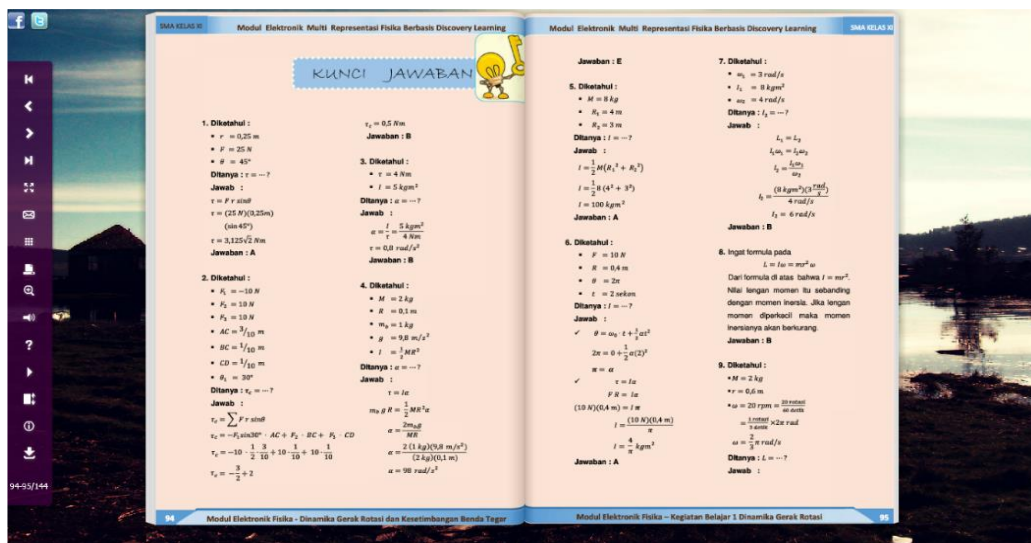 SMA KELAS XI
Modul Elektronik Multi Representasi Fisika Berbasis Discovery Learning
KUNCI JAWABAN
1. Diketahui :
• r = 0,25 m
• F = 25 N
• θ = 45°
Ditanya : τ = ⋯?
Jawab :
τ = F r sinθ
τ = (25 N)(0,25m)
(sin 45°)
τ = 3,125√2 Nm
Jawaban : A
2. Diketahui :
• F₁ = −10 N
• F₂ = 10 N
• F₃ = 10 N
• AC = 3/10 m
• BC = 1/10 m
• CD = 1/10 m
• θ₁ = 30°
Ditanya : τc = ⋯?
Jawab :
τc = ∑ F r sinθ
τc = −F₁sin30° · AC + F₂ · BC + F₃ · CD
τc = −10 · 1/2 · 3/10 + 10 · 1/10 + 10 · 1/10
τc = − 3/2 + 2
τc = 0,5 Nm
Jawaban : B
3. Diketahui :
• τ = 4 Nm
• I = 5 kgm²
Ditanya : α = ⋯?
Jawab :
α = I/τ = 5 kgm²/4 Nm
τ = 0,8 rad/s²
Jawaban : B
4. Diketahui :
• M = 2 kg
• R = 0,1 m
• m_b = 1 kg
• g = 9,8 m/s²
• I = 1/2 MR²
Ditanya : α = ⋯?
Jawab :
τ = Iα
m_b g R = 1/2 MR²α
α = 2m_b g/MR
α = 2 (1 kg)(9,8 m/s²)/(2 kg)(0,1 m)
α = 98 rad/s²
94 Modul Elektronik Fisika - Dinamika Gerak Rotasi dan Kesetimbangan Benda Tegar
Modul Elektronik Multi Representasi Fisika Berbasis Discovery Learning
SMA KELAS XI
Jawaban : E
5. Diketahui :
• M = 8 kg
• R₁ = 4 m
• R₂ = 3 m
Ditanya : I = ⋯?
Jawab :
I = 1/2 M(R₁² + R₂²)
I = 1/2 8 (4² + 3²)
I = 100 kgm²
Jawaban : A
6. Diketahui :
• F = 10 N
• R = 0,4 m
• θ = 2π
• t = 2 sekon
Ditanya : I = ⋯?
Jawab :
✓ θ = ω₀ · t + 1/2 αt²
2π = 0 + 1/2 α(2)²
π = α
✓ τ = Iα
F R = Iα
(10 N)(0,4 m) = I π
I = (10 N)(0,4 m)/π
I = 4/π kgm²
Jawaban : A
7. Diketahui :
• ω₁ = 3 rad/s
• I₁ = 8 kgm²
• ω₂ = 4 rad/s
Ditanya : I₂ = ⋯?
Jawab :
L₁ = L₂
I₁ω₁ = I₂ω₂
I₂ = I₁ω₁/ω₂
I₂ = (8 kgm²)(3 rad/s)/4 rad/s
I₂ = 6 rad/s
Jawaban : B
8. Ingat formula pada
L = Iω = mr² ω
Dari formula di atas bahwa I = mr².
Nilai lengan momen itu sebanding
dengan momen inersia. Jika lengan
momen diperkecil maka momen
inersianya akan berkurang.
Jawaban : B
9. Diketahui :
• M = 2 kg
• r = 0,6 m
• ω = 20 rpm = 20 rotasi/60 detik
= 1 rotasi/3 detik × 2π rad
ω = 2/3 π rad/s
Ditanya : L = ⋯?
Jawab :
Modul Elektronik Fisika – Kegiatan Belajar 1 Dinamika Gerak Rotasi 95
94-95/144